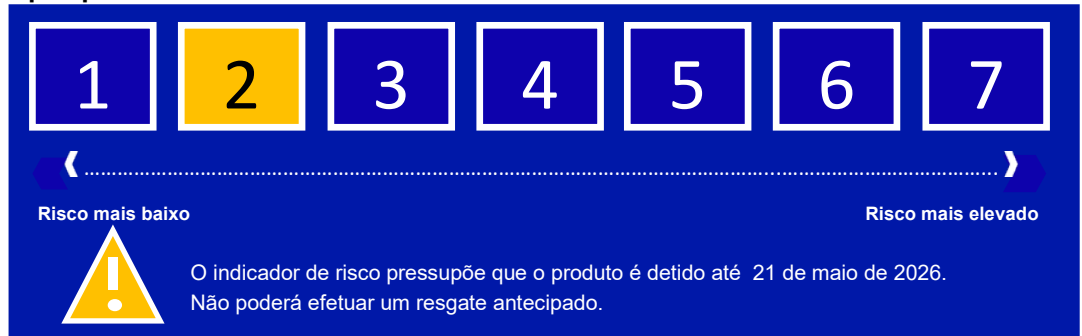 1 2 3 4 5 6 7
Risco mais baixo Risco mais elevado
!
O indicador de risco pressupõe que o produto é detido até 21 de maio de 2026.
Não poderá efetuar um resgate antecipado.